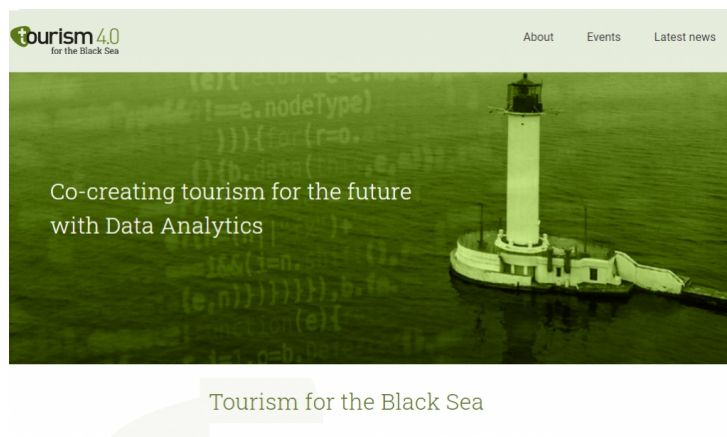 tourism 4.0
for the Black Sea
About Events Latest news
e.nodeType)
Co-creating tourism for the future
with Data Analytics
Tourism for the Black Sea